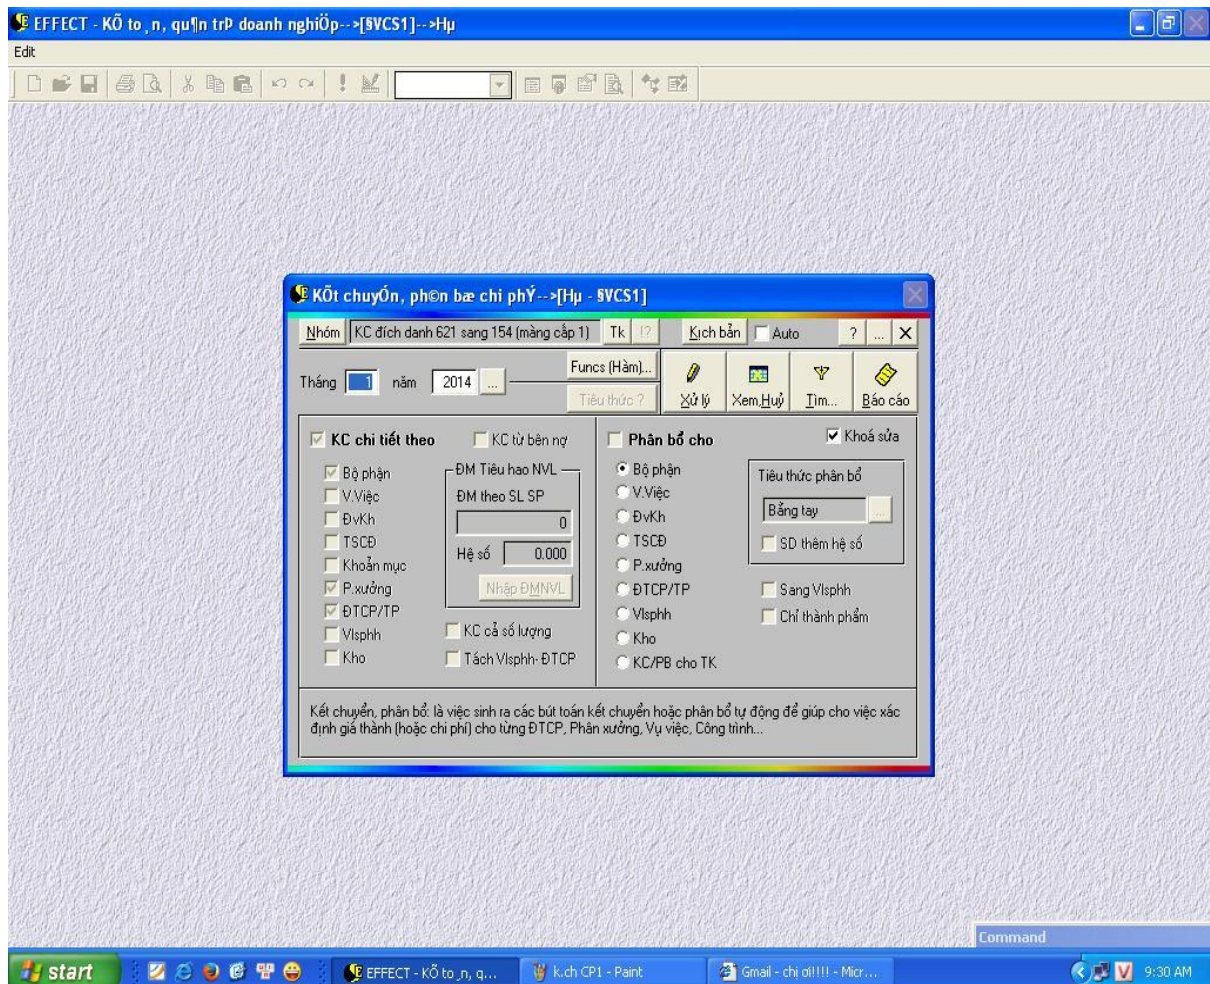 EFFECT - KÕ to¸n, qu¶n trÞ doanh nghiÖp-->[§VCS1]-->Hµ
Edit
KÕt chuyÓn, ph©n bæ chi phÝ-->[Hµ - §VCS1]
Nhóm KC đích danh 621 sang 154 (màng cấp 1) Tk !? Kịch bản Auto ? ... X
Tháng 1 năm 2014 ... Funcs (Hàm)...
Tiêu thức ? Xử lý Xem,Huỷ Tìm... Báo cáo
KC chi tiết theo KC từ bên nợ Phân bổ cho Khoá sửa
Bộ phận ĐM Tiêu hao NVL Bộ phận Tiêu thức phân bổ
V.Việc ĐM theo SL SP V.Việc
ĐvKh 0 ĐvKh Bằng tay ...
TSCĐ Hệ số 0.000 TSCĐ SD thêm hệ số
Khoản mục P.xưởng
P.xưởng Nhập ĐMNVL ĐTCP/TP Sang Vlsphh
ĐTCP/TP Vlsphh Chỉ thành phẩm
Vlsphh KC cả số lượng Kho
Kho Tách Vlsphh- ĐTCP KC/PB cho TK
Kết chuyển, phân bổ: là việc sinh ra các bút toán kết chuyển hoặc phân bổ tự động để giúp cho việc xác
định giá thành (hoặc chi phí) cho từng ĐTCP, Phân xưởng, Vụ việc, Công trình...
Command
start EFFECT - KÕ to¸n, q... k.ch CP1 - Paint Gmail - chị ơi!!!! - Micr... V 9:30 AM